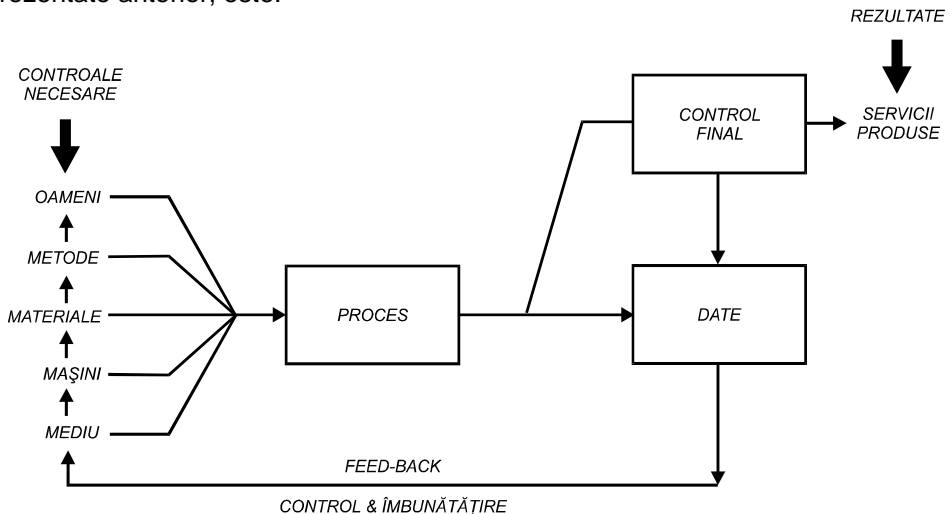 REZULTATE
CONTROALE
NECESARE
CONTROL
FINAL
SERVICII
PRODUSE
OAMENI
METODE
MATERIALE
PROCES
DATE
MAŞINI
MEDIU
FEED-BACK
CONTROL & ÎMBUNĂTĂŢIRE